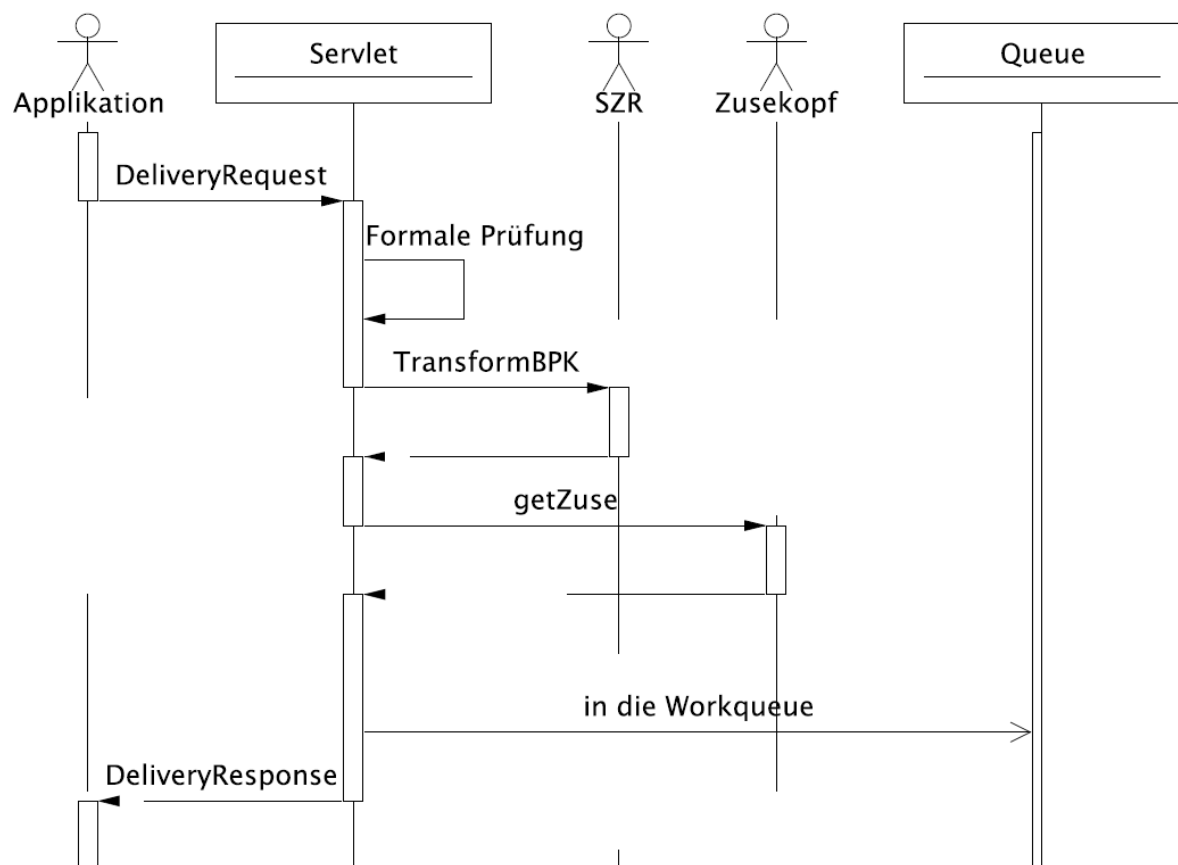 Servlet
Queue
Applikation
SZR
Zusekopf
DeliveryRequest
Formale Prüfung
TransformBPK
getZuse
in die Workqueue
DeliveryResponse